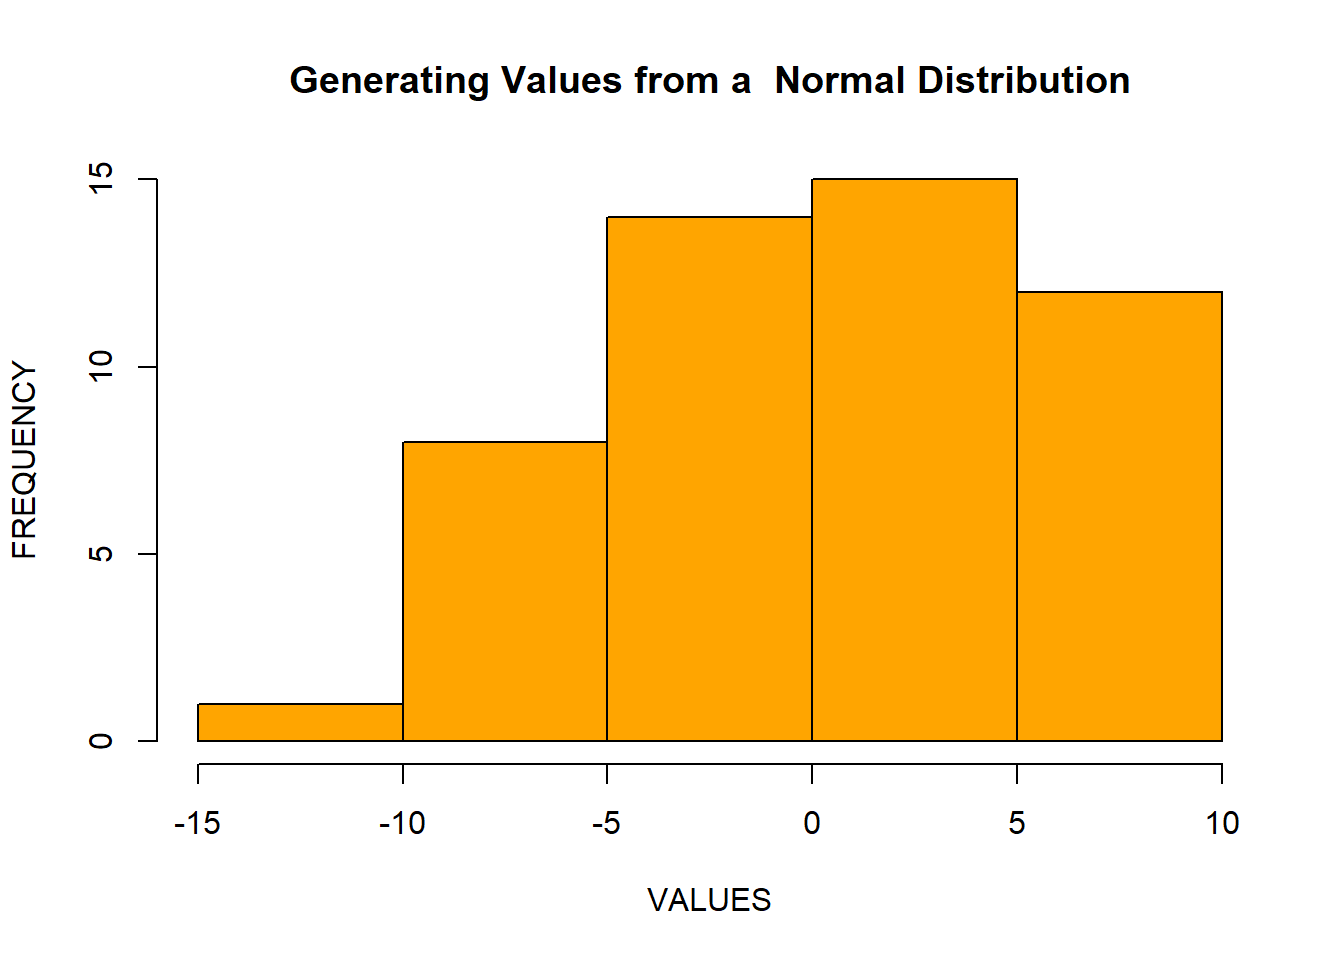 Generating Values from a  Normal Distribution
15
10
5
0
FREQUENCY
-15 -10 -5 0 5 10
VALUES